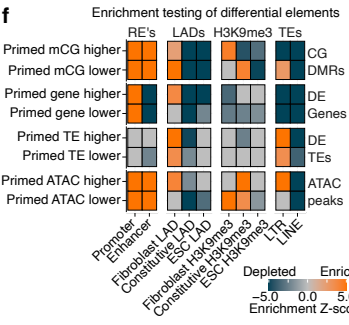 f
Enrichment testing of differential elements
RE's LADs H3K9me3 TEs
Primed mCG higher
Primed mCG lower
CG
DMRs
Primed gene higher
Primed gene lower
DE
Genes
Primed TE higher
Primed TE lower
DE
TEs
Primed ATAC higher
Primed ATAC lower
ATAC
peaks
Promoter
Enhancer
Fibroblast LAD
Constitutive LAD
ESC LAD
Fibroblast H3K9me3
Constitutive H3K9me3
ESC H3K9me3
LTR
LINE
Depleted
−5.0 0.0
Enrichment